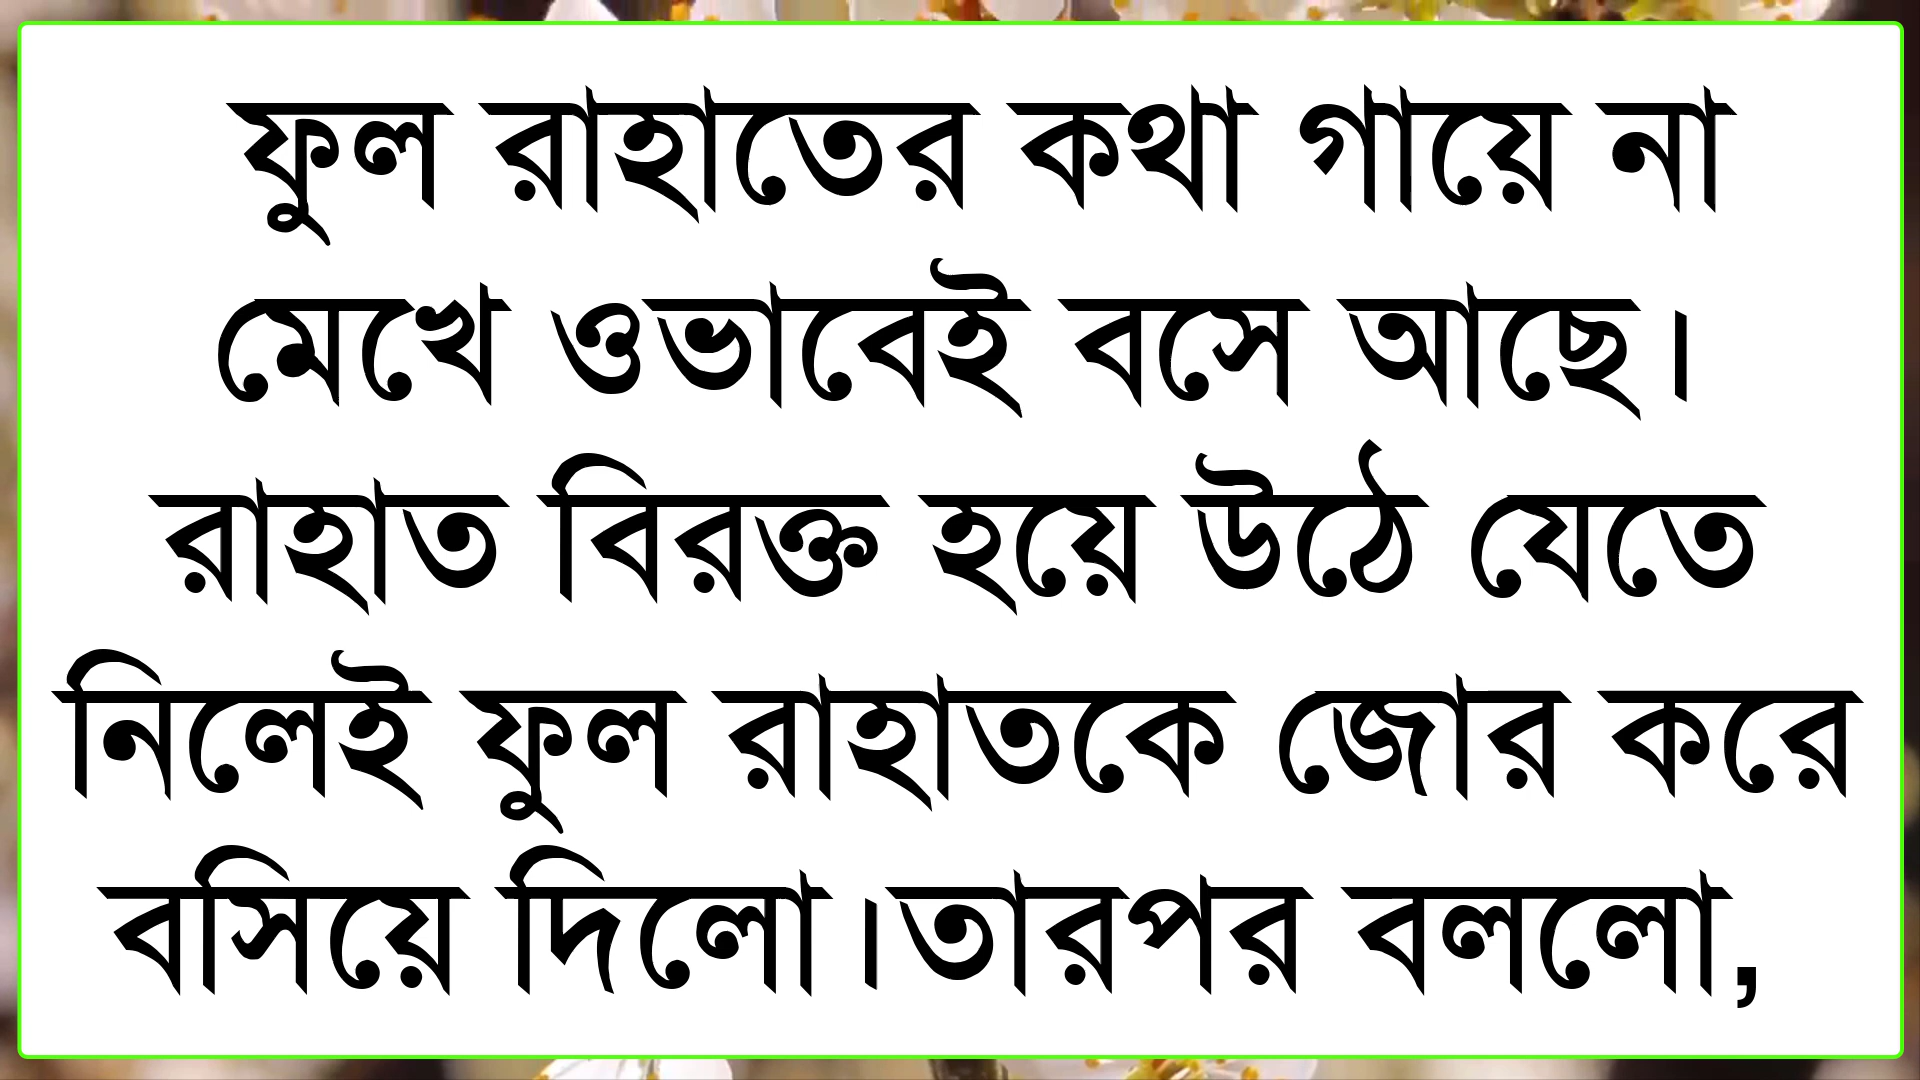 ফুল রাহাতের কথা গায়ে না
মেখে ওভাবেই বসে আছে।
রাহাত বিরক্ত হয়ে উঠে যেতে
নিলেই ফুল রাহাতকে জোর করে
বসিয়ে দিলো।তারপর বললো,